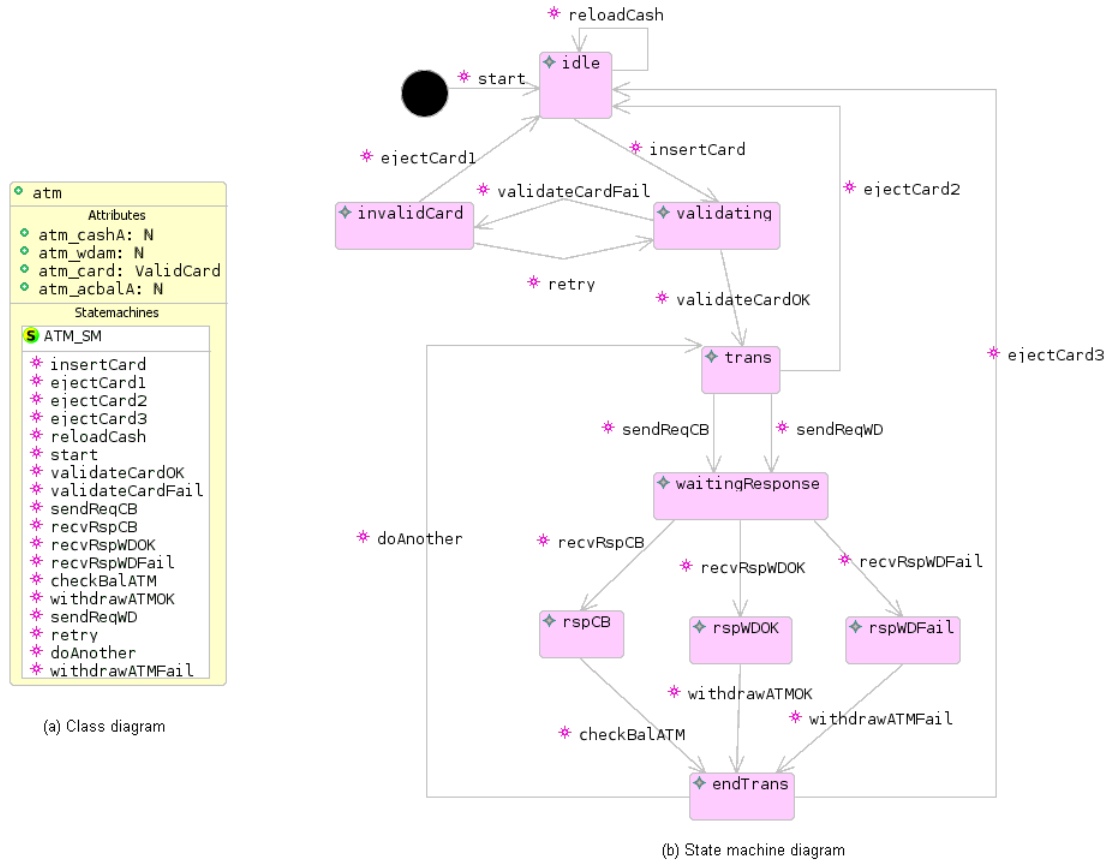 atm
Attributes
atm_cashA: ℕ
atm_wdam: ℕ
atm_card: ValidCard
atm_acbalA: ℕ
Statemachines
S ATM_SM
insertCard
ejectCard1
ejectCard2
ejectCard3
reloadCash
start
validateCardOK
validateCardFail
sendReqCB
recvRspCB
recvRspWDOK
recvRspWDFail
checkBalATM
withdrawATMOK
sendReqWD
retry
doAnother
withdrawATMFail
(a) Class diagram
reloadCash
idle
start
ejectCard1
insertCard
validateCardFail
ejectCard2
invalidCard
validating
retry
validateCardOK
trans
ejectCard3
sendReqCB
sendReqWD
waitingResponse
doAnother
recvRspCB
recvRspWDOK
recvRspWDFail
rspCB
rspWDOK
rspWDFail
withdrawATMOK
withdrawATMFail
checkBalATM
endTrans
(b) State machine diagram